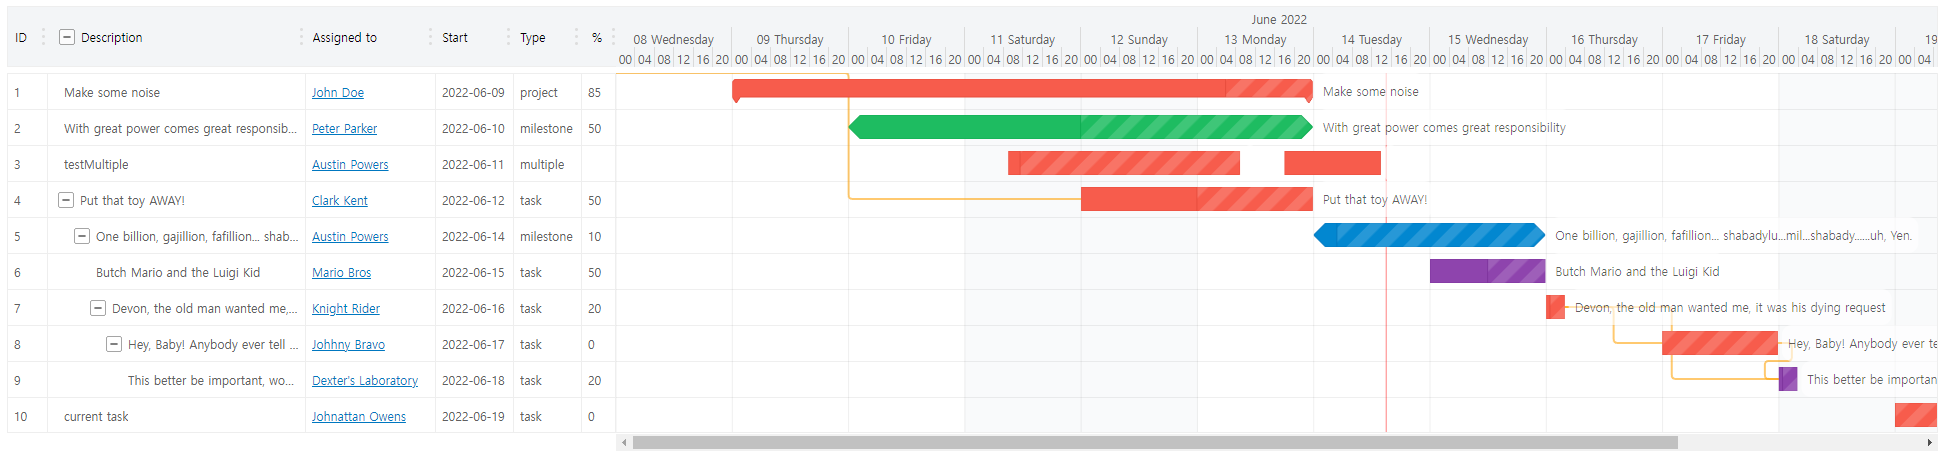 June 2022
ID Description Assigned to Start Type %
08 Wednesday 09 Thursday 10 Friday 11 Saturday 12 Sunday 13 Monday 14 Tuesday 15 Wednesday 16 Thursday 17 Friday 18 Saturday 19
00 04 08 12 16 20 00 04 08 12 16 20 00 04 08 12 16 20 00 04 08 12 16 20 00 04 08 12 16 20 00 04 08 12 16 20 00 04 08 12 16 20 00 04 08 12 16 20 00 04 08 12 16 20 00 04 08 12 16 20 00 04 08 12 16 20 00 04
1 Make some noise John Doe 2022-06-09 project 85 Make some noise
2 With great power comes great responsib... Peter Parker 2022-06-10 milestone 50 With great power comes great responsibility
3 testMultiple Austin Powers 2022-06-11 multiple
4 Put that toy AWAY! Clark Kent 2022-06-12 task 50 Put that toy AWAY!
5 One billion, gajillion, fafillion... shab... Austin Powers 2022-06-14 milestone 10 One billion, gajillion, fafillion... shabadylu...mil...shabady......uh, Yen.
6 Butch Mario and the Luigi Kid Mario Bros 2022-06-15 task 50 Butch Mario and the Luigi Kid
7 Devon, the old man wanted me,... Knight Rider 2022-06-16 task 20 Devon, the old man wanted me, it was his dying request
8 Hey, Baby! Anybody ever tell ... Johhny Bravo 2022-06-17 task 0 Hey, Baby! Anybody ever te
9 This better be important, wo... Dexter's Laboratory 2022-06-18 task 20 This better be importan
10 current task Johnattan Owens 2022-06-19 task 0